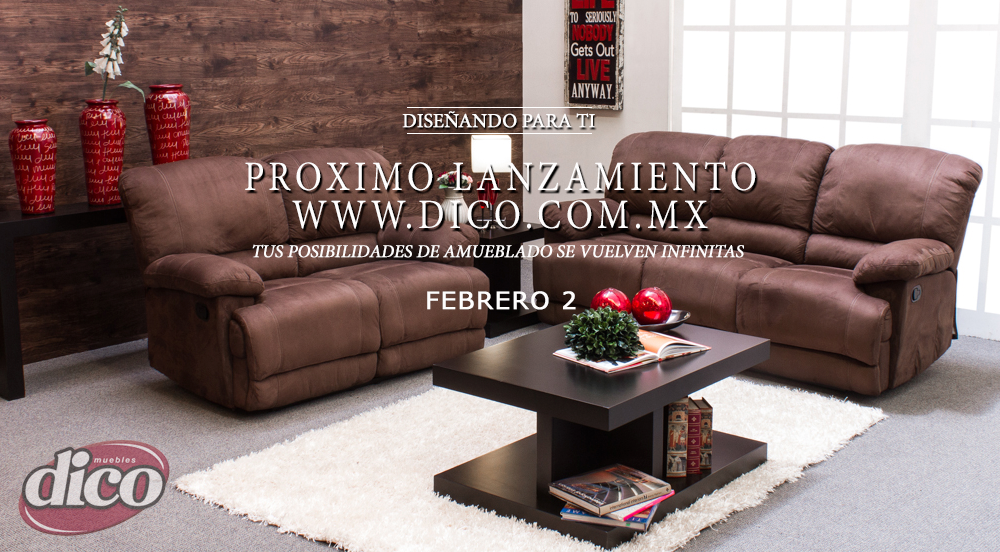 TO SERIOUSLY
NOBODY
Gets Out
LIVE
ANYWAY.
DISEÑANDO PARA TI
PROXIMO LANZAMIENTO
WWW.DICO.COM.MX
TUS POSIBILIDADES DE AMUEBLADO SE VUELVEN INFINITAS
FEBRERO 2
muebles
dico